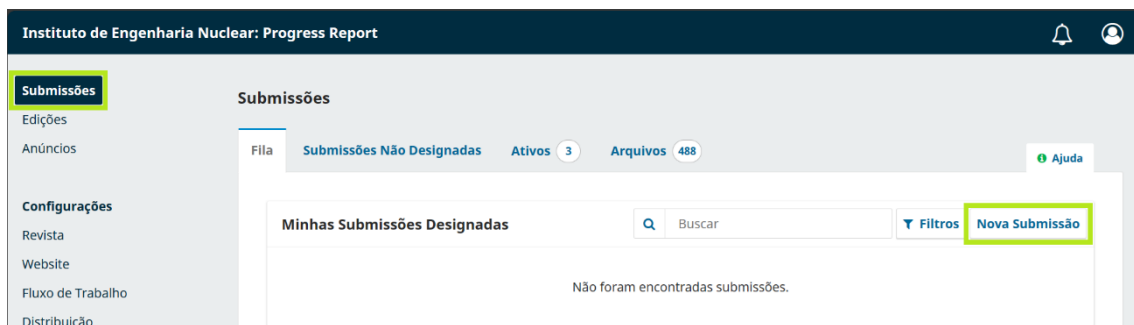 Instituto de Engenharia Nuclear: Progress Report
Submissões
Edições
Anúncios
Configurações
Revista
Website
Fluxo de Trabalho
Distribuição
Submissões
Fila Submissões Não Designadas Ativos 3 Arquivos 488
Ajuda
Minhas Submissões Designadas Buscar Filtros Nova Submissão
Não foram encontradas submissões.